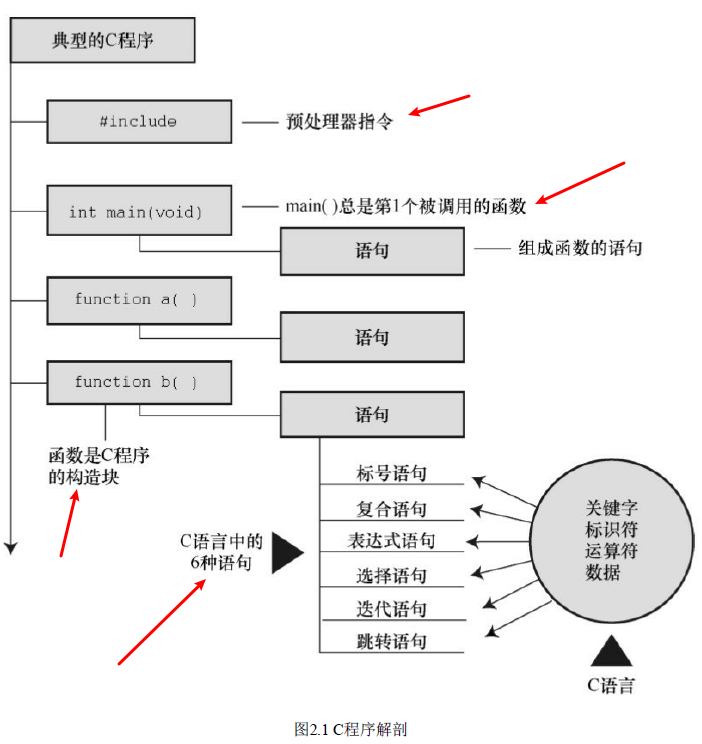 典型的C程序
#include
预处理器指令
int main(void)
main( )总是第1个被调用的函数
语句
组成函数的语句
function a( )
语句
function b( )
语句
函数是C程序
的构造块
标号语句
复合语句
表达式语句
选择语句
迭代语句
跳转语句
C语言中的
6种语句
关键字
标识符
运算符
数据
C语言
图2.1 C程序解剖